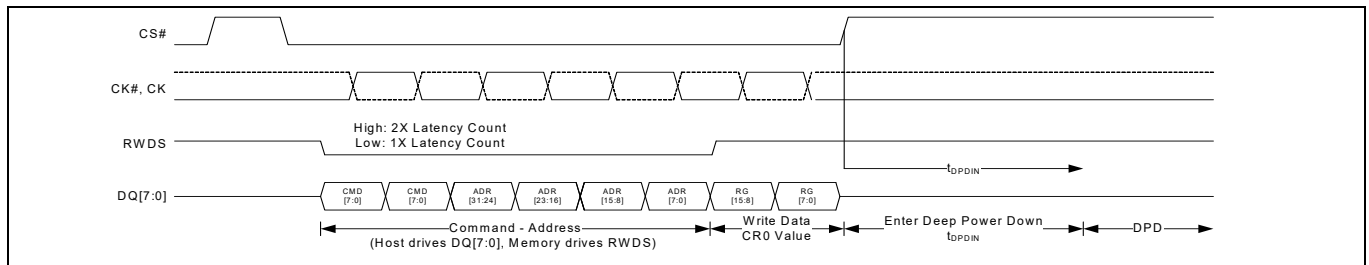 CS#
CK#, CK
High: 2X Latency Count
Low: 1X Latency Count
RWDS
tDPDIN
DQ[7:0]
CMD
[7:0]
CMD
[7:0]
ADR
[31:24]
ADR
[23:16]
ADR
[15:8]
ADR
[7:0]
RG
[15:8]
RG
[7:0]
Command - Address
(Host drives DQ[7:0], Memory drives RWDS)
Write Data
CR0 Value
Enter Deep Power Down
tDPDIN
DPD